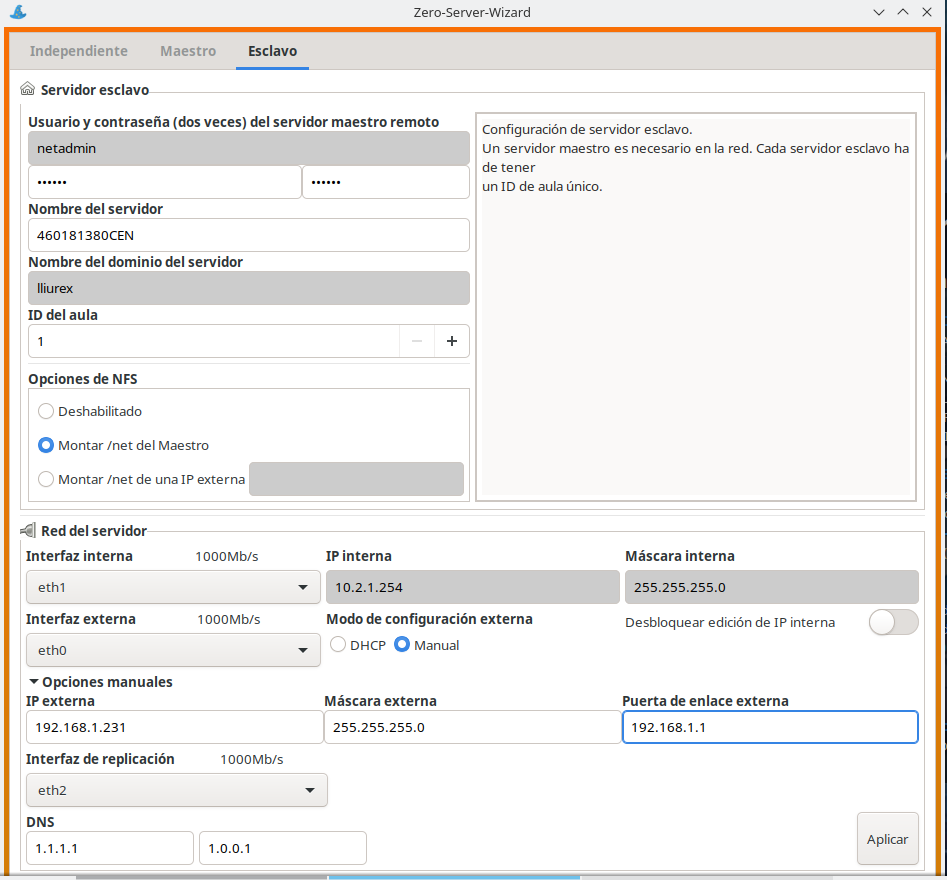 Zero-Server-Wizard
Independiente Maestro Esclavo
Servidor esclavo
Usuario y contraseña (dos veces) del servidor maestro remoto
netadmin
•••••• ••••••
Nombre del servidor
460181380CEN
Nombre del dominio del servidor
lliurex
ID del aula
1
Opciones de NFS
Deshabilitado
Montar /net del Maestro
Montar /net de una IP externa
Configuración de servidor esclavo.
Un servidor maestro es necesario en la red. Cada servidor esclavo ha
de tener
un ID de aula único.
Red del servidor
Interfaz interna 1000Mb/s IP interna Máscara interna
eth1 10.2.1.254 255.255.255.0
Interfaz externa 1000Mb/s Modo de configuración externa Desbloquear edición de IP interna
eth0 DHCP Manual
Opciones manuales
IP externa Máscara externa Puerta de enlace externa
192.168.1.231 255.255.255.0 192.168.1.1
Interfaz de replicación 1000Mb/s
eth2
DNS
1.1.1.1 1.0.0.1 Aplicar